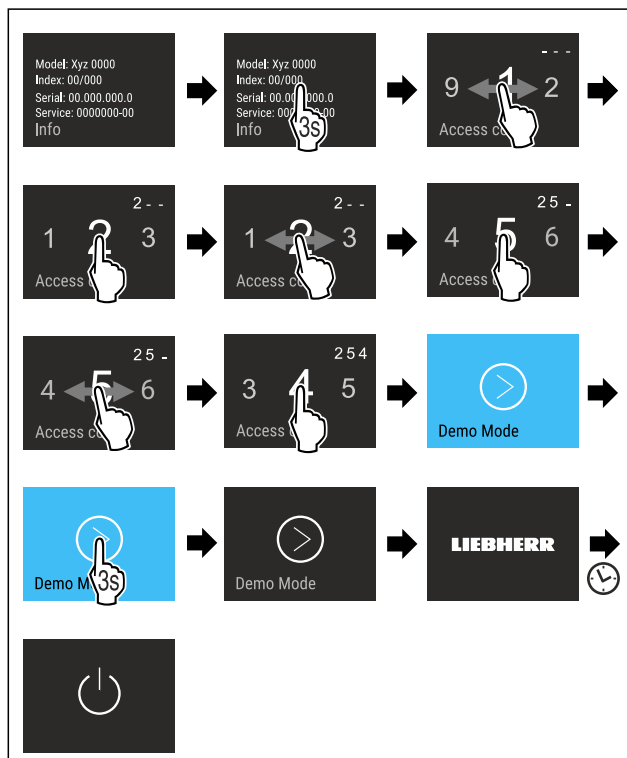 Model: Xyz 0000
Index: 00/000
Serial: 00.000.000.0
Service: 0000000-00
Info
Model: Xyz 0000
Index: 00/000
Serial: 00. 000.0
Service: 00 -00
Info
3s
- - -
9 1 2
Access c
2 - -
1 2 3
Access
2 - -
1 2 3
Access c
2 5 -
4 5 6
Access
2 5 -
4 5 6
Access c
2 5 4
3 4 5
Access
Demo Mode
Demo M
3s
Demo Mode
LIEBHERR